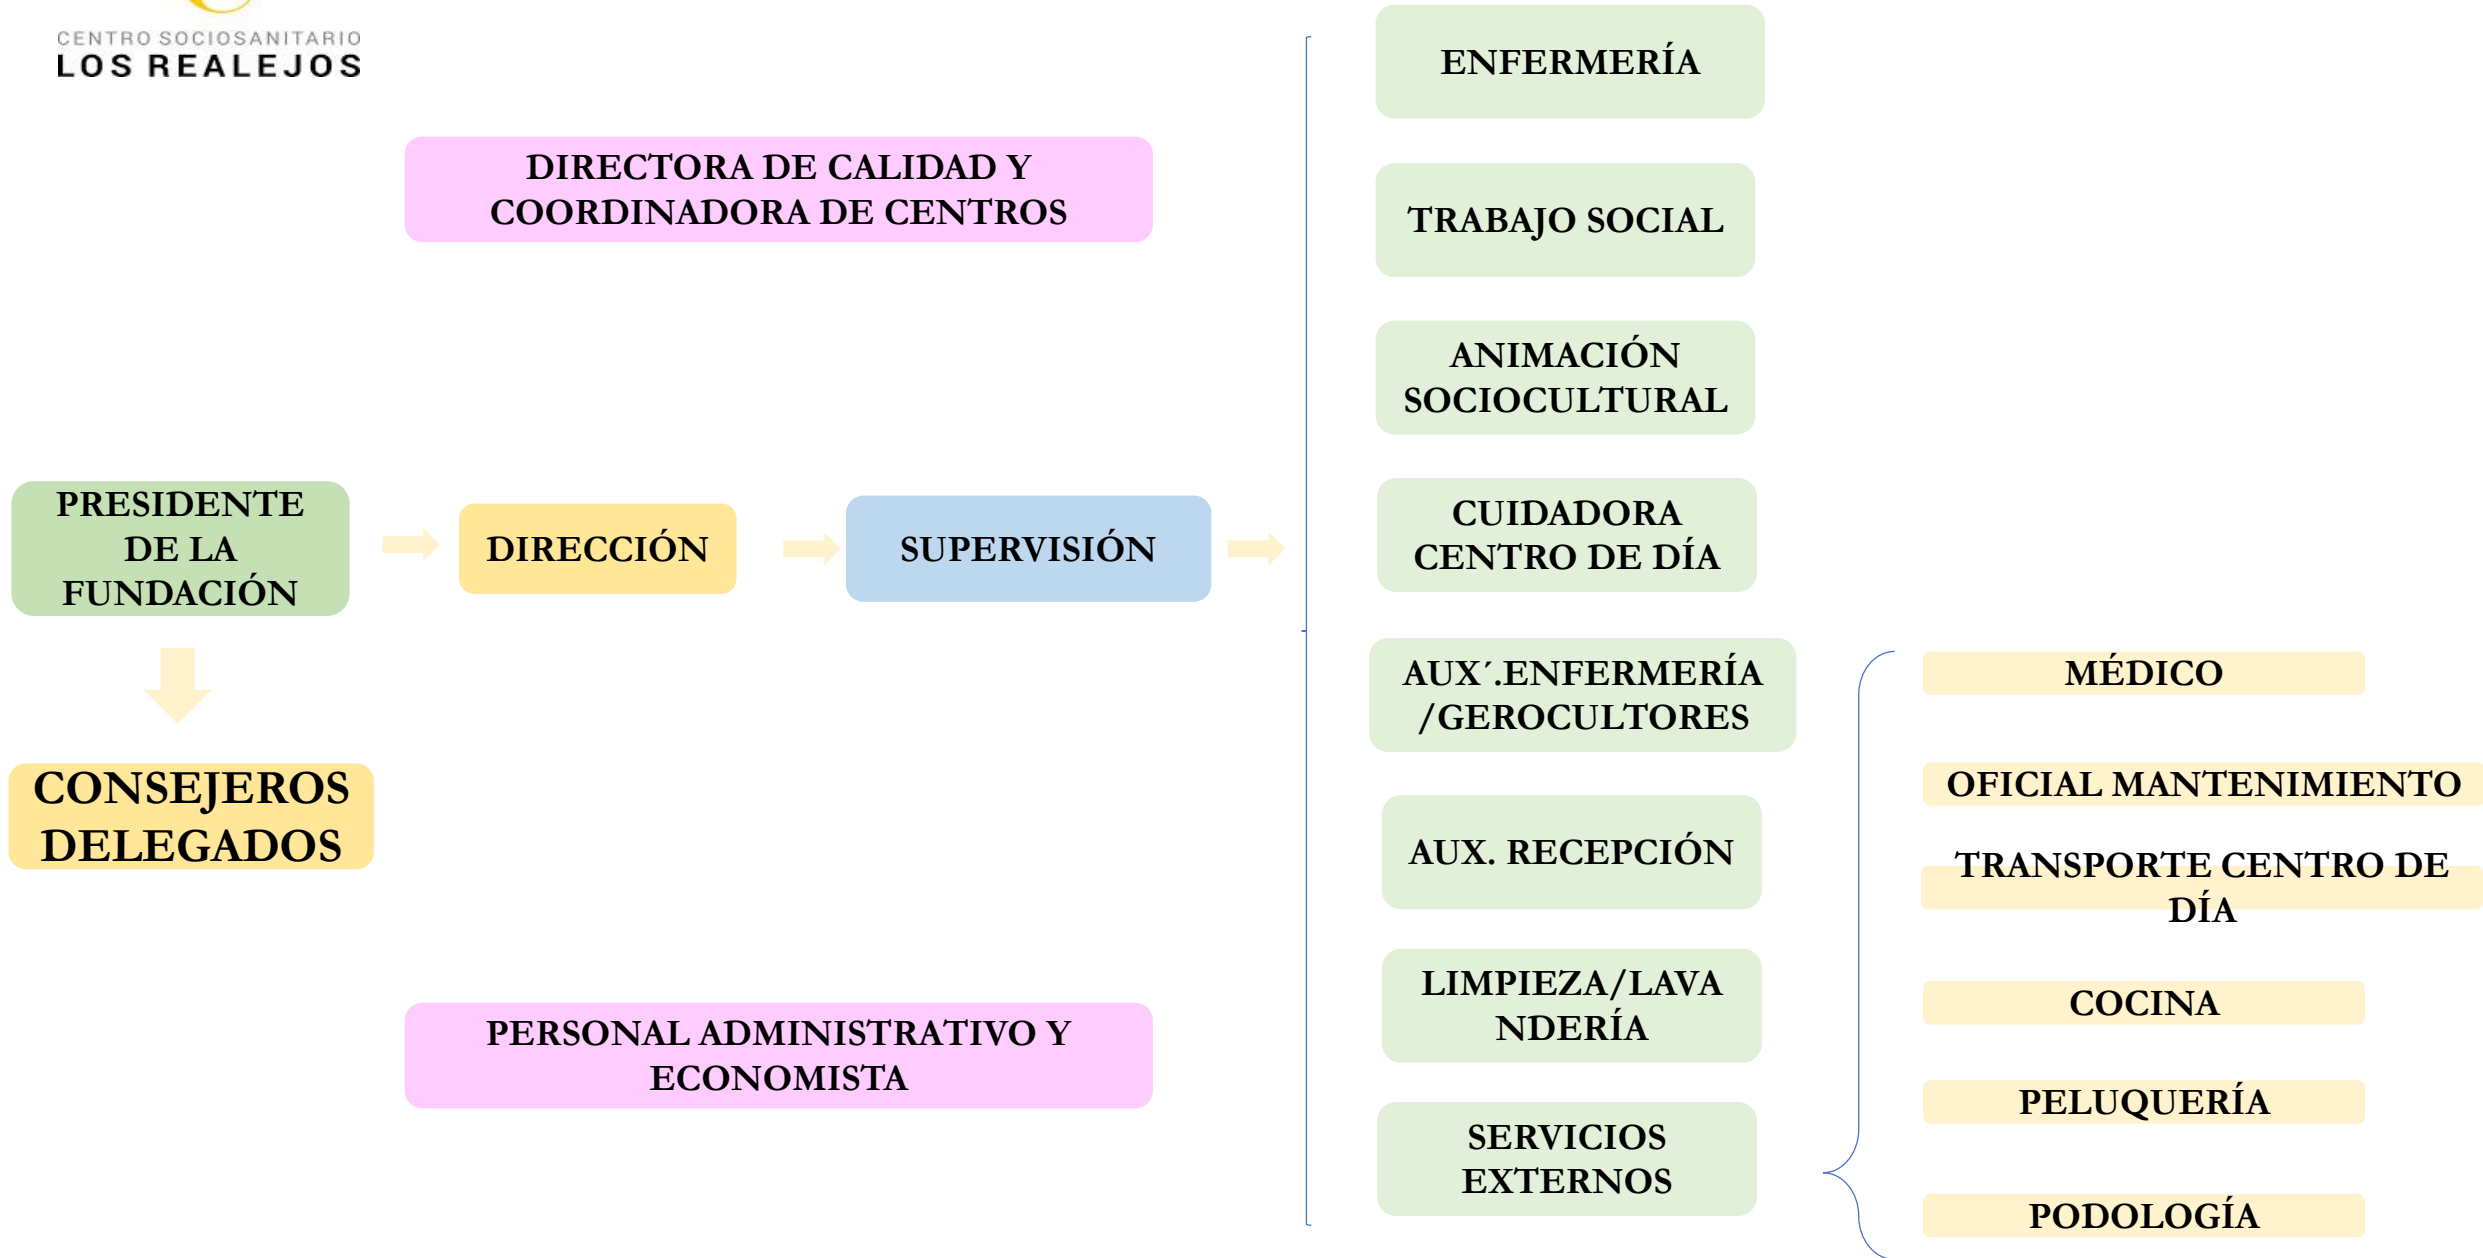 CENTRO SOCIOSANITARIO
LOS REALEJOS
DIRECTORA DE CALIDAD Y
COORDINADORA DE CENTROS
PRESIDENTE
DE LA
FUNDACIÓN
DIRECCIÓN
SUPERVISIÓN
CONSEJEROS
DELEGADOS
PERSONAL ADMINISTRATIVO Y
ECONOMISTA
ENFERMERÍA
TRABAJO SOCIAL
ANIMACIÓN
SOCIOCULTURAL
CUIDADORA
CENTRO DE DÍA
AUX´.ENFERMERÍA
/GEROCULTORES
AUX. RECEPCIÓN
LIMPIEZA/LAVA
NDERÍA
SERVICIOS
EXTERNOS
MÉDICO
OFICIAL MANTENIMIENTO
TRANSPORTE CENTRO DE
DÍA
COCINA
PELUQUERÍA
PODOLOGÍA